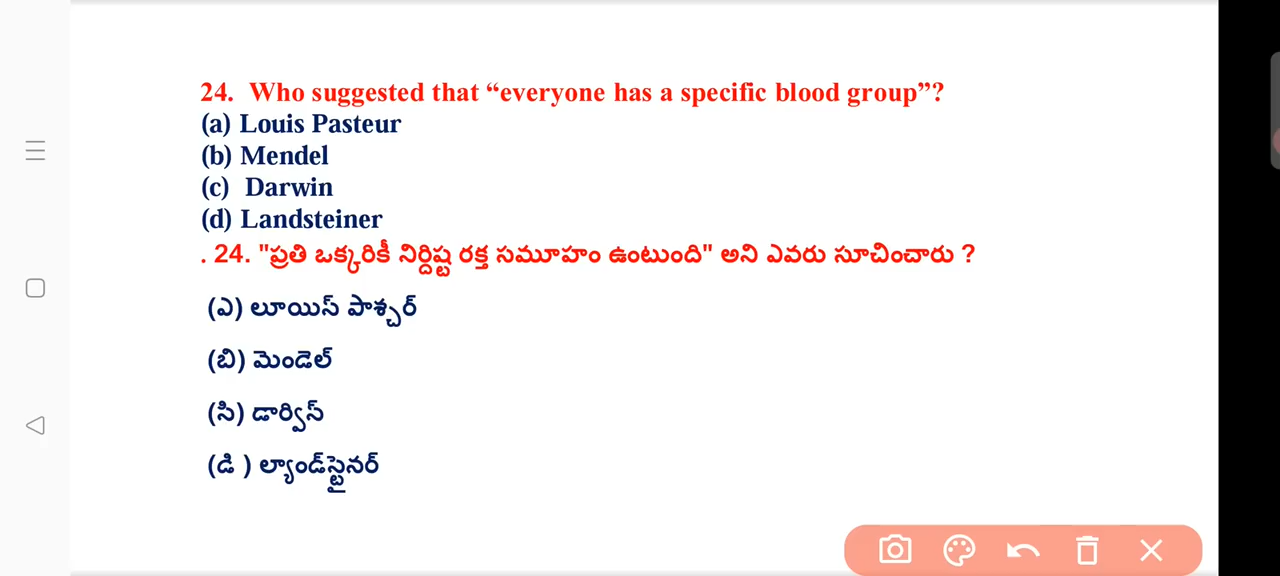 24. Who suggested that “everyone has a specific blood group”?
(a) Louis Pasteur
(b) Mendel
(c) Darwin
(d) Landsteiner
. 24. "ప్రతి ఒక్కరికీ నిర్దిష్ట రక్త సమూహం ఉంటుంది" అని ఎవరు సూచించారు ?
(ఎ) లూయిస్ పాశ్చర్
(బి) మెండెల్
(సి) డార్విస్
(డి ) ల్యాండ్‌స్టైనర్